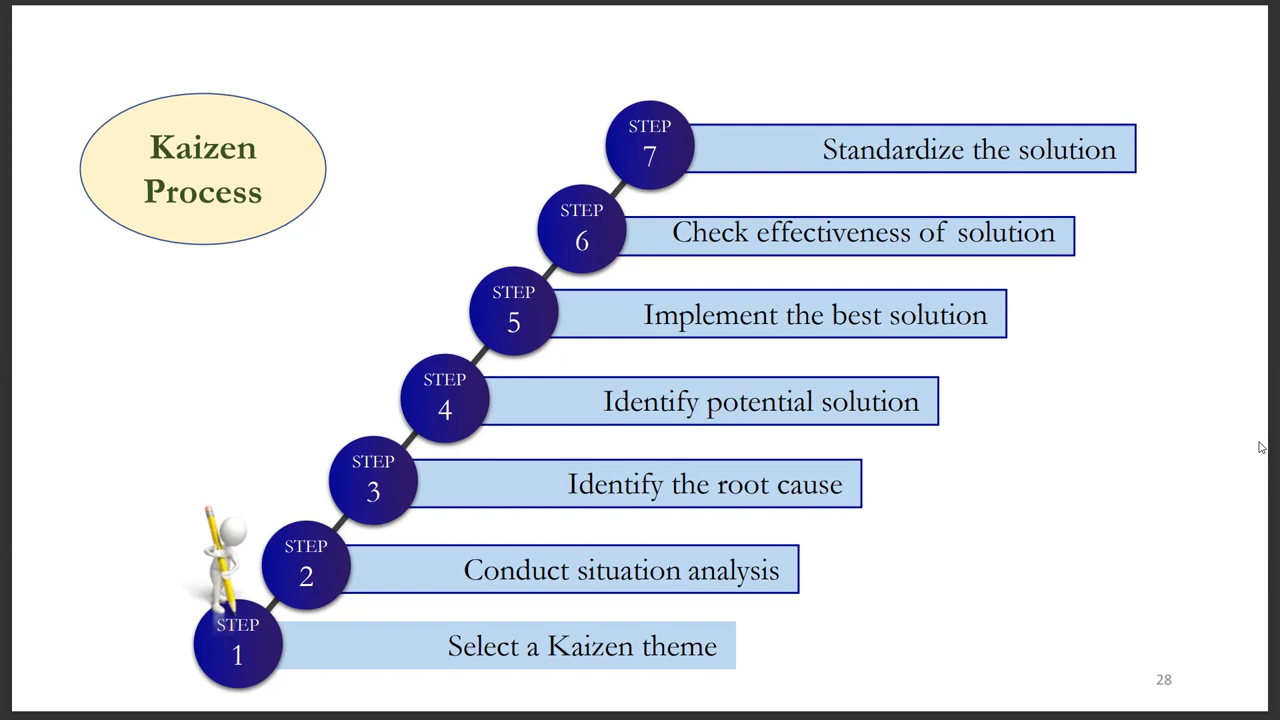 Kaizen
Process
STEP
7
Standardize the solution
STEP
6
Check effectiveness of solution
STEP
5
Implement the best solution
STEP
4
Identify potential solution
STEP
3
Identify the root cause
STEP
2
Conduct situation analysis
STEP
1
Select a Kaizen theme
28